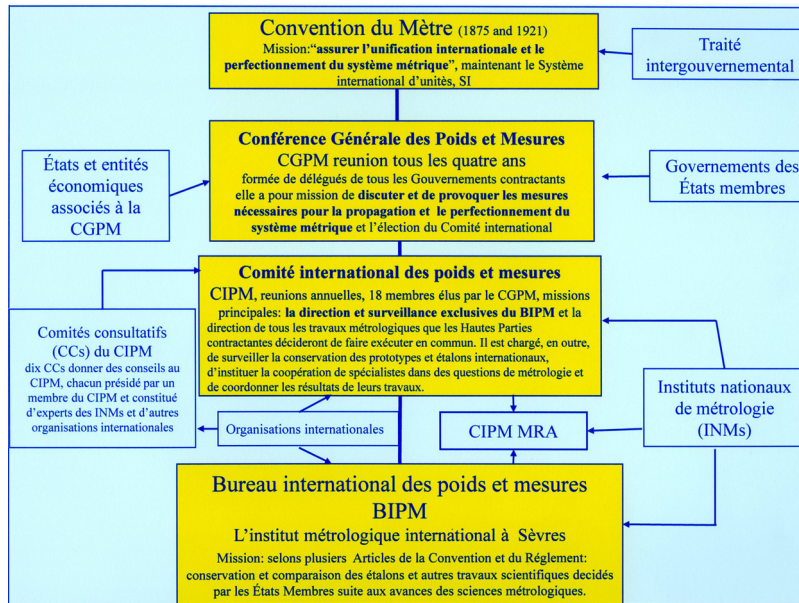 Convention du Mètre (1875 and 1921)
Mission:“assurer l’unification internationale et le
perfectionnement du système métrique”, maintenant le Système
international d’unitès, SI
Traité
intergouvernemental
Conférence Générale des Poids et Mesures
CGPM reunion tous les quatre ans
formée de délégués de tous les Gouvernements contractants
elle a pour mission de discuter et de provoquer les mesures
nécessaires pour la propagation et le perfectionnement du
système métrique et l’élection du Comité international
États et entités
économiques
associés à la
CGPM
Governements des
États membres
Comité international des poids et mesures
CIPM, reunions annuelles, 18 membres élus par le CGPM, missions
principales: la direction et surveillance exclusives du BIPM et la
direction de tous les travaux métrologiques que les Hautes Parties
contractantes décideront de faire exécuter en commun. Il est chargé, en outre,
de surveiller la conservation des prototypes et étalons internationaux,
d’instituer la coopération de spécialistes dans des questions de métrologie et
de coordonner les résultats de leurs travaux.
Comités consultatifs
(CCs) du CIPM
dix CCs donner des conseils au
CIPM, chacun présidé par un
membre du CIPM et constitué
d’experts des INMs et d’autres
organisations internationales
Organisations internationales
CIPM MRA
Instituts nationaux
de métrologie
(INMs)
Bureau international des poids et mesures
BIPM
L’institut métrologique international à Sèvres
Mission: selons plusiers Articles de la Convention et du Réglement:
conservation et comparaison des étalons et autres travaux scientifiques decidés
par les États Membres suite aux avances des sciences métrologiques.